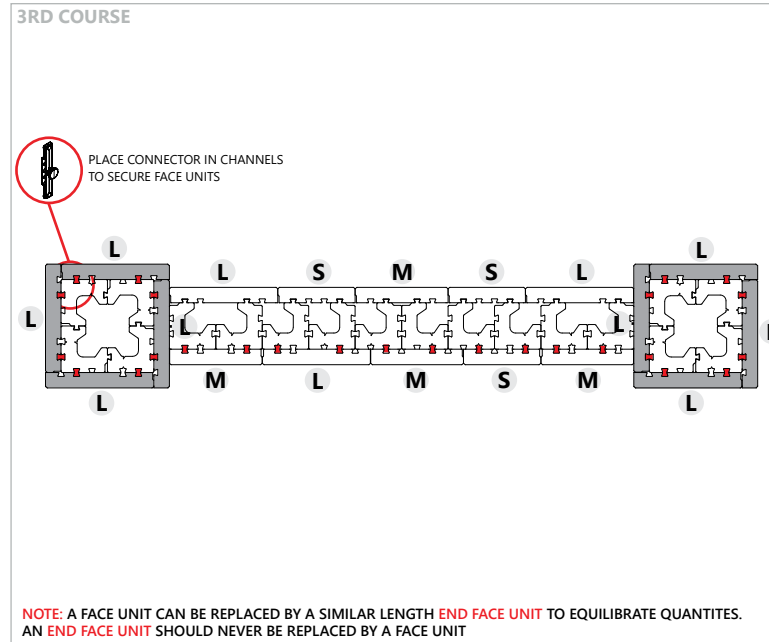 3RD COURSE
PLACE CONNECTOR IN CHANNELS
TO SECURE FACE UNITS
L
L
L S M S L
L
L
L
L
M L M S M
L
L
NOTE: A FACE UNIT CAN BE REPLACED BY A SIMILAR LENGTH END FACE UNIT TO EQUILIBRATE QUANTITES.
AN END FACE UNIT SHOULD NEVER BE REPLACED BY A FACE UNIT